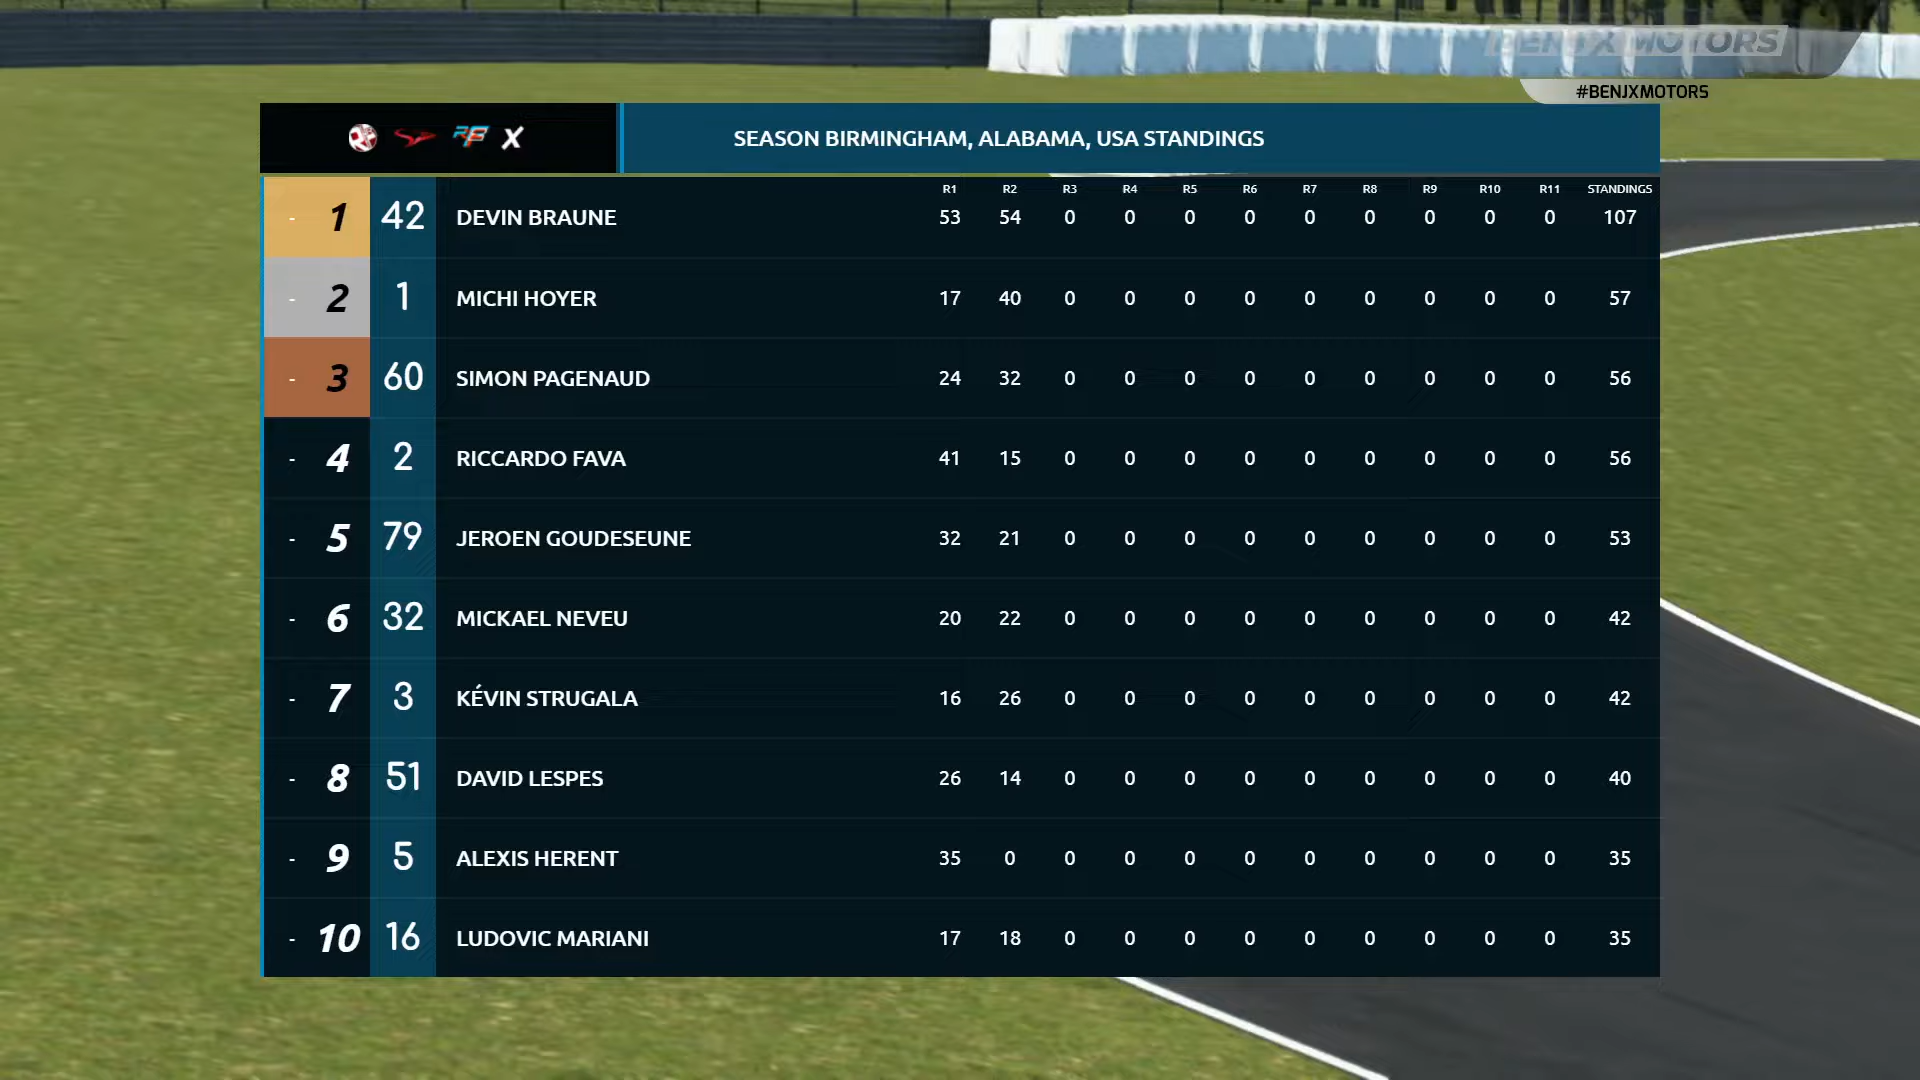 BENJX MOTORS
#BENJXMOTORS
RF X SEASON BIRMINGHAM, ALABAMA, USA STANDINGS
R1 R2 R3 R4 R5 R6 R7 R8 R9 R10 R11 STANDINGS
- 1 42 DEVIN BRAUNE 53 54 0 0 0 0 0 0 0 0 0 107
- 2 1 MICHI HOYER 17 40 0 0 0 0 0 0 0 0 0 57
- 3 60 SIMON PAGENAUD 24 32 0 0 0 0 0 0 0 0 0 56
- 4 2 RICCARDO FAVA 41 15 0 0 0 0 0 0 0 0 0 56
- 5 79 JEROEN GOUDESEUNE 32 21 0 0 0 0 0 0 0 0 0 53
- 6 32 MICKAEL NEVEU 20 22 0 0 0 0 0 0 0 0 0 42
- 7 3 KÉVIN STRUGALA 16 26 0 0 0 0 0 0 0 0 0 42
- 8 51 DAVID LESPES 26 14 0 0 0 0 0 0 0 0 0 40
- 9 5 ALEXIS HERENT 35 0 0 0 0 0 0 0 0 0 0 35
- 10 16 LUDOVIC MARIANI 17 18 0 0 0 0 0 0 0 0 0 35